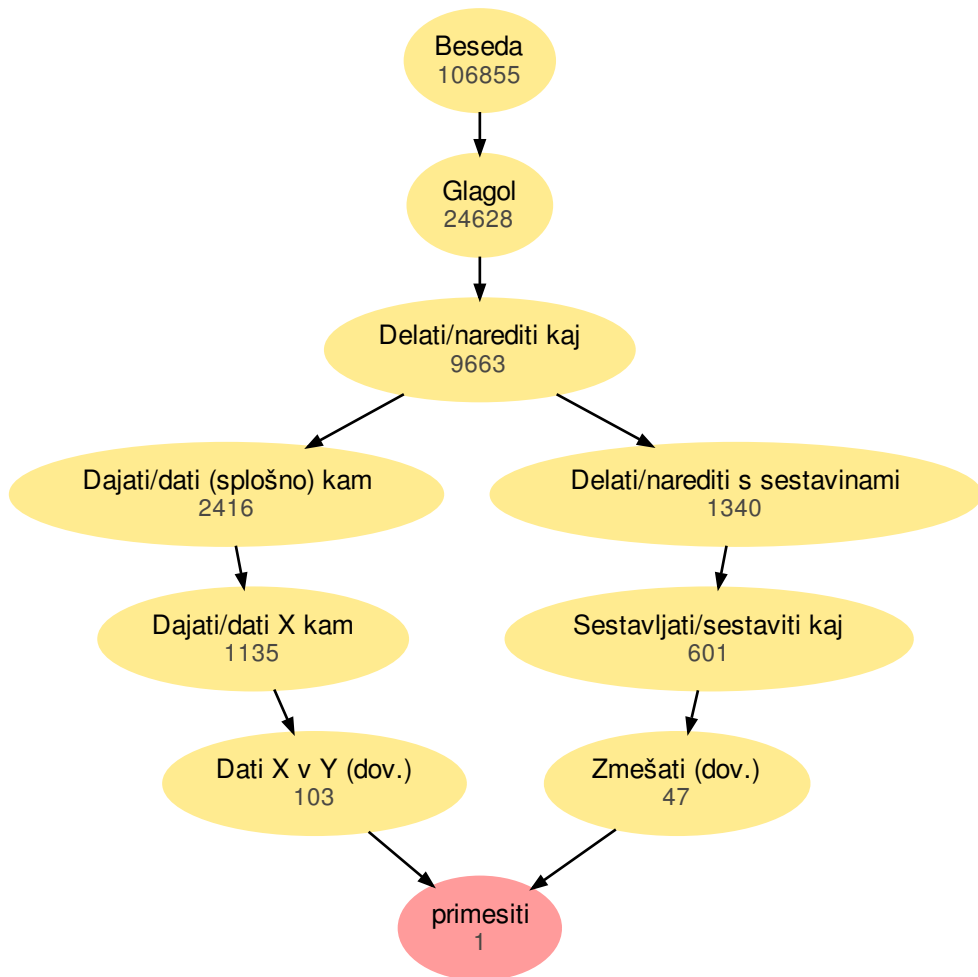 Beseda
106855
Glagol
24628
Delati/narediti kaj
9663
Dajati/dati (splošno) kam
2416
Delati/narediti s sestavinami
1340
Dajati/dati X kam
1135
Sestavljati/sestaviti kaj
601
Dati X v Y (dov.)
103
Zmešati (dov.)
47
primesiti
1